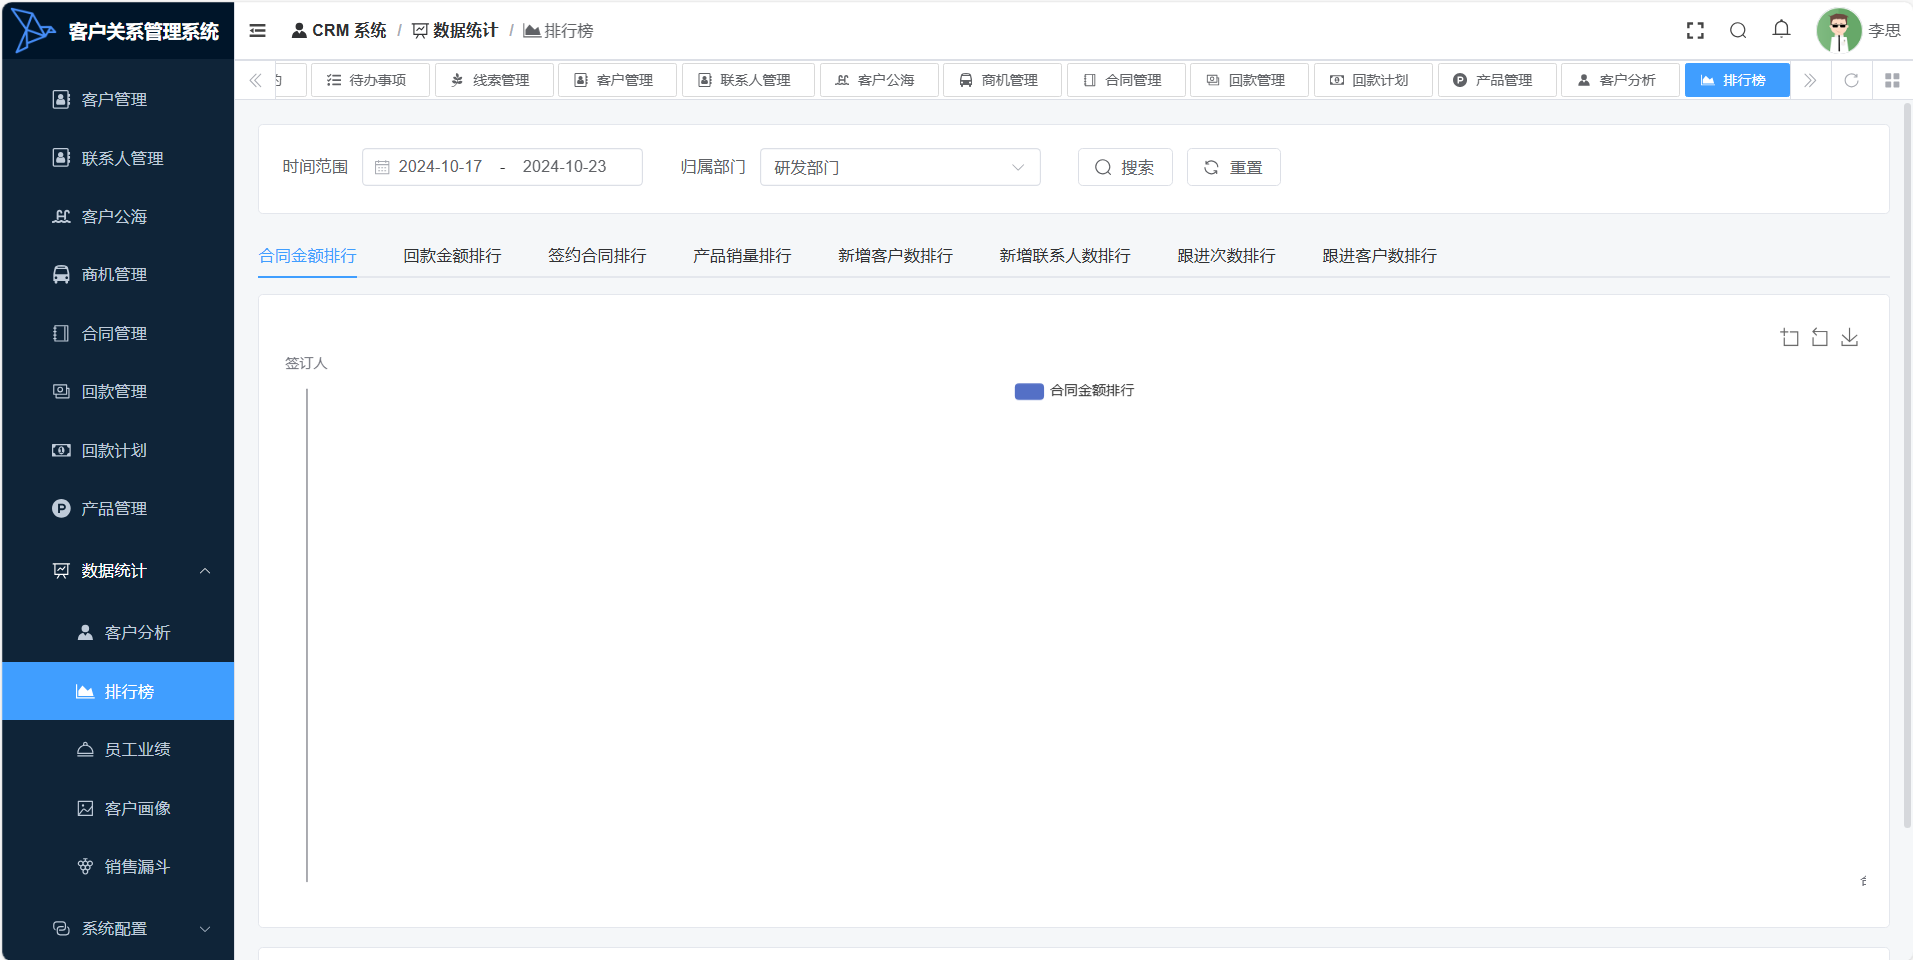 客户关系管理系统
CRM 系统 / 数据统计 / 排行榜
李思
待办事项
线索管理
客户管理
联系人管理
客户公海
商机管理
合同管理
回款管理
回款计划
产品管理
客户分析
排行榜
客户管理
联系人管理
客户公海
商机管理
合同管理
回款管理
回款计划
产品管理
数据统计
客户分析
排行榜
员工业绩
客户画像
销售漏斗
系统配置
时间范围
2024-10-17 - 2024-10-23
归属部门
研发部门
搜索
重置
合同金额排行
回款金额排行
签约合同排行
产品销量排行
新增客户数排行
新增联系人数排行
跟进次数排行
跟进客户数排行
签订人
合同金额排行